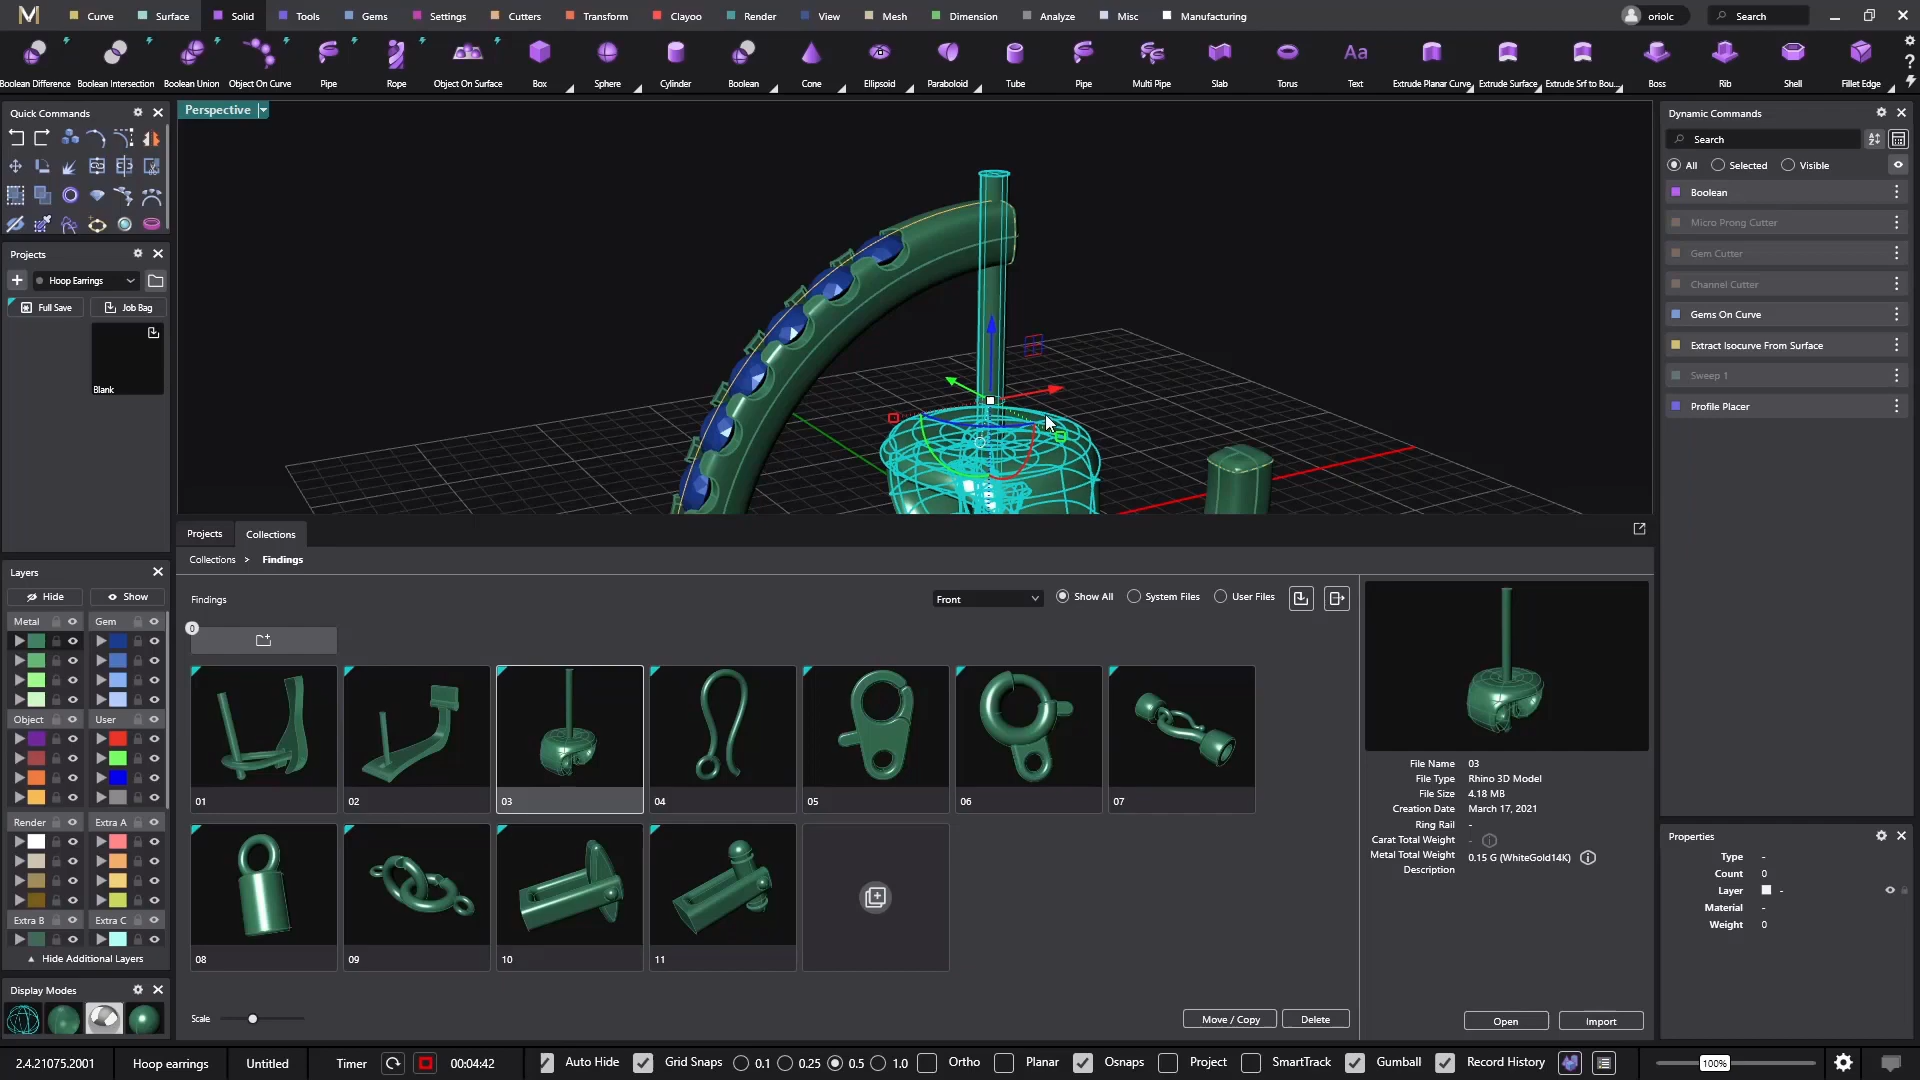 Curve
Surface
Solid
Tools
Gems
Settings
Cutters
Transform
Clayoo
Render
View
Mesh
Dimension
Analyze
Misc
Manufacturing
oriolc
Search
Boolean Difference
Boolean Intersection
Boolean Union
Object On Curve
Pipe
Rope
Object On Surface
Box
Sphere
Cylinder
Boolean
Cone
Ellipsoid
Paraboloid
Tube
Pipe
Multi Pipe
Slab
Torus
Aa
Text
Extrude Planar Curve
Extrude Surface
Extrude Srf to Bou...
Boss
Rib
Shell
Fillet Edge
Quick Commands
Perspective
Dynamic Commands
Search
All
Selected
Visible
Boolean
Micro Prong Cutter
Gem Cutter
Channel Cutter
Gems On Curve
Extract Isocurve From Surface
Sweep 1
Profile Placer
Projects
Hoop Earrings
Full Save
Job Bag
Blank
Layers
Hide
Show
Metal
Gem
Object
User
Render
Extra A
Extra B
Extra C
Hide Additional Layers
Display Modes
Projects
Collections
Collections > Findings
Findings
Front
Show All
System Files
User Files
0
01
02
03
04
05
06
07
08
09
10
11
Scale
Move / Copy
Delete
File Name 03
File Type Rhino 3D Model
File Size 4.18 MB
Creation Date March 17, 2021
Ring Rail -
Carat Total Weight -
Metal Total Weight 0.15 G (WhiteGold14K)
Description
Open
Import
Properties
Type -
Count 0
Layer -
Material -
Weight 0
2.4.21075.2001
Hoop earrings
Untitled
Timer
00:04:42
Auto Hide
Grid Snaps
0.1
0.25
0.5
1.0
Ortho
Planar
Osnaps
Project
SmartTrack
Gumball
Record History
100%